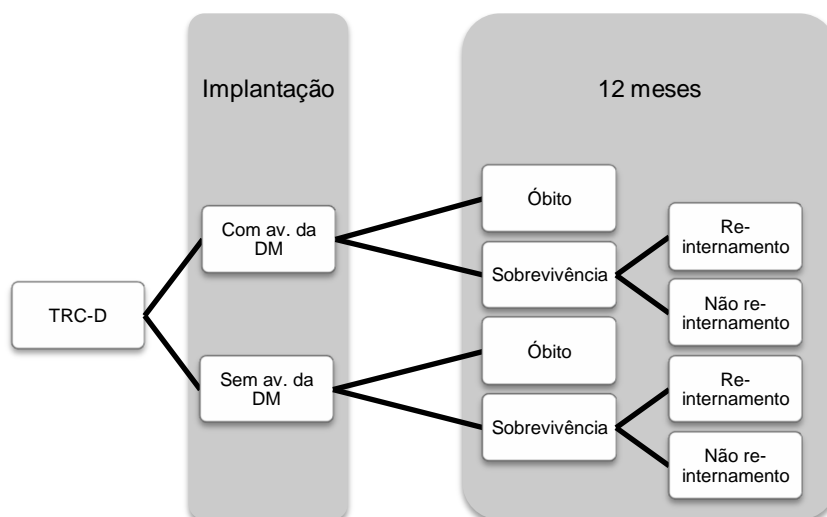 Implantação
12 meses
Óbito
Com av. da
DM
Re-
internamento
Sobrevivência
TRC-D
Não re-
internamento
Óbito
Sem av. da
DM
Re-
internamento
Sobrevivência
Não re-
internamento